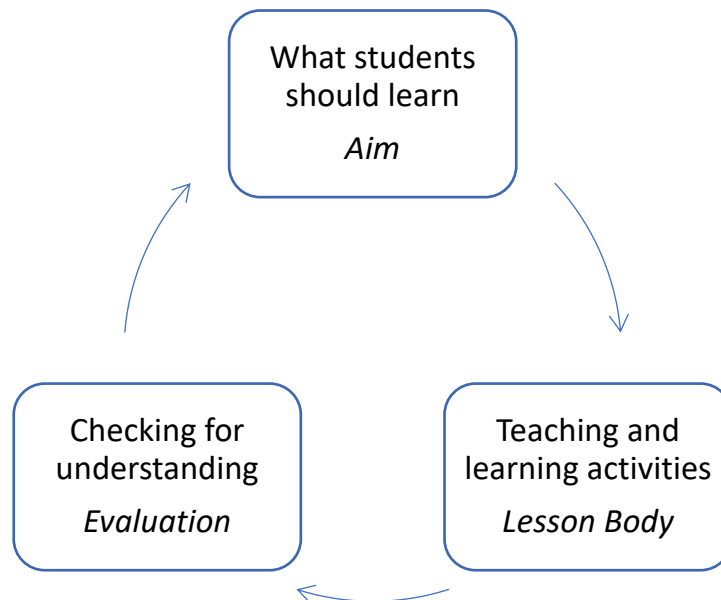 What students
should learn
Aim
Teaching and
learning activities
Lesson Body
Checking for
understanding
Evaluation